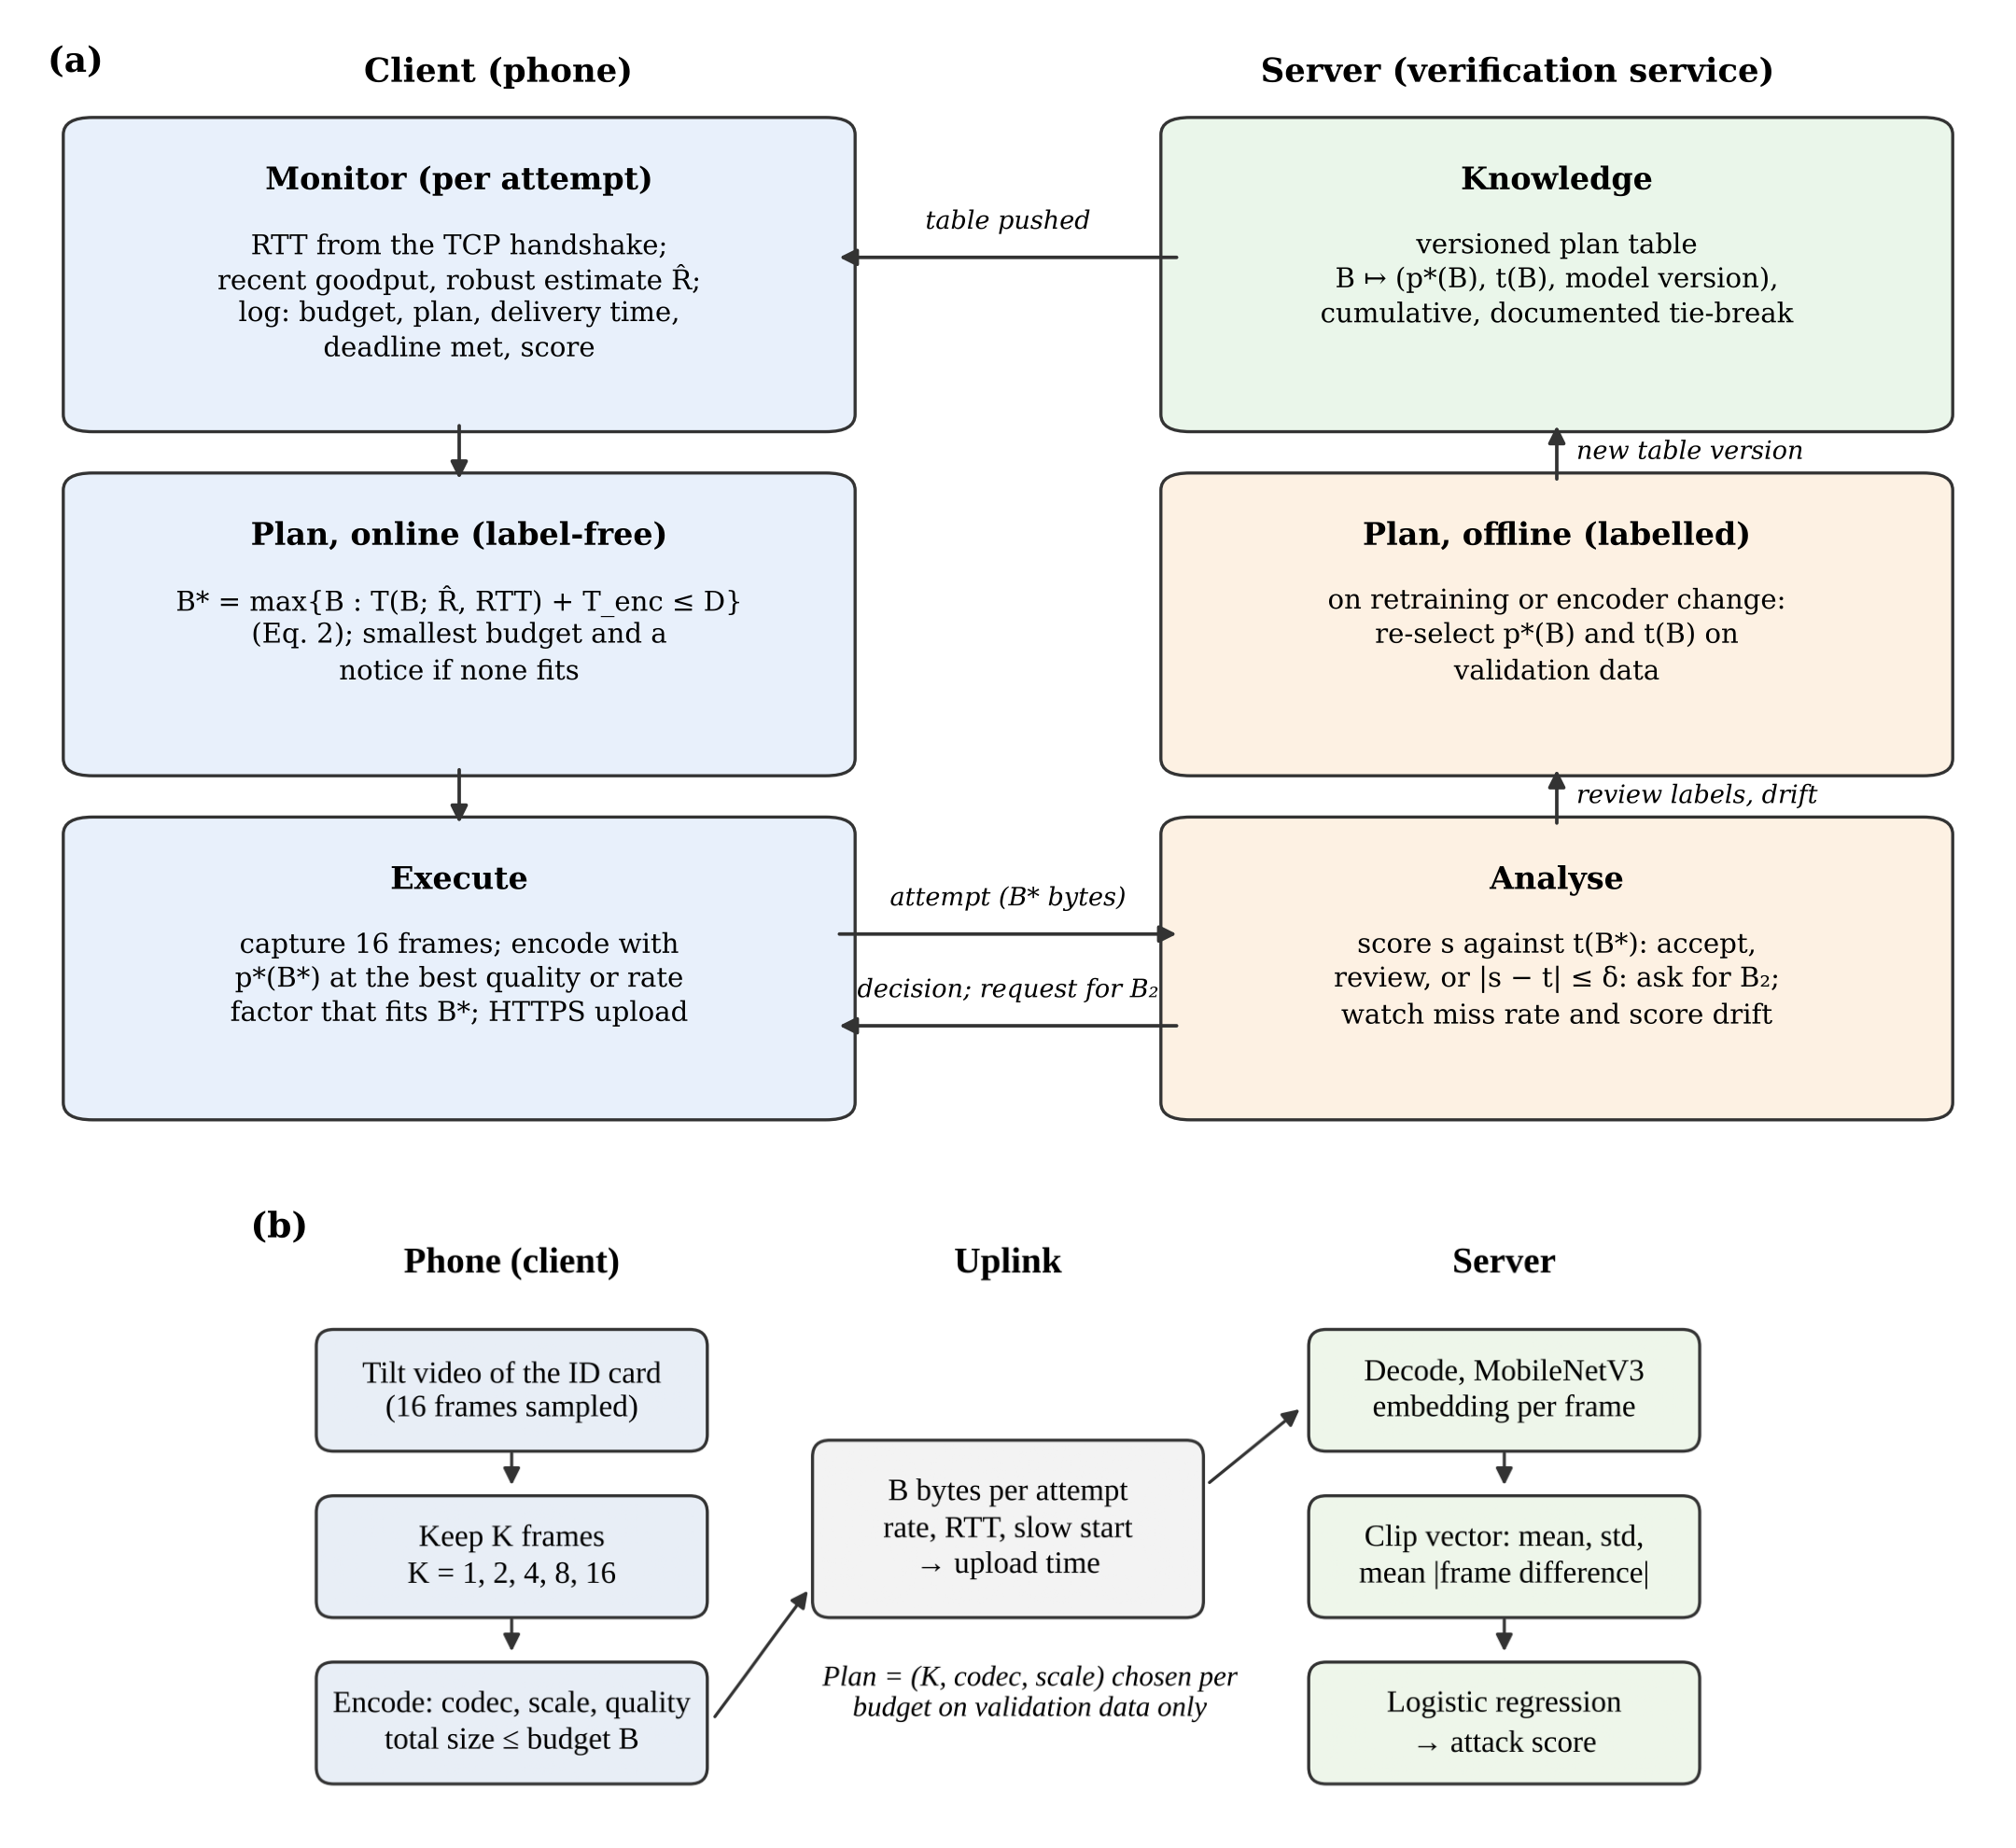 (a)
Client (phone)
Server (verification service)
Monitor (per attempt)
RTT from the TCP handshake;
recent goodput, robust estimate R̂;
log: budget, plan, delivery time,
deadline met, score
table pushed
Knowledge
versioned plan table
B ↦ (p*(B), t(B), model version),
cumulative, documented tie-break
new table version
Plan, online (label-free)
B* = max{B : T(B; R̂, RTT) + T_enc ≤ D}
(Eq. 2); smallest budget and a
notice if none fits
Plan, offline (labelled)
on retraining or encoder change:
re-select p*(B) and t(B) on
validation data
review labels, drift
Execute
capture 16 frames; encode with
p*(B*) at the best quality or rate
factor that fits B*; HTTPS upload
attempt (B* bytes)
decision; request for B₂
Analyse
score s against t(B*): accept,
review, or |s − t| ≤ δ: ask for B₂;
watch miss rate and score drift
(b)
Phone (client)
Uplink
Server
Tilt video of the ID card
(16 frames sampled)
Keep K frames
K = 1, 2, 4, 8, 16
Encode: codec, scale, quality
total size ≤ budget B
B bytes per attempt
rate, RTT, slow start
→ upload time
Plan = (K, codec, scale) chosen per
budget on validation data only
Decode, MobileNetV3
embedding per frame
Clip vector: mean, std,
mean |frame difference|
Logistic regression
→ attack score